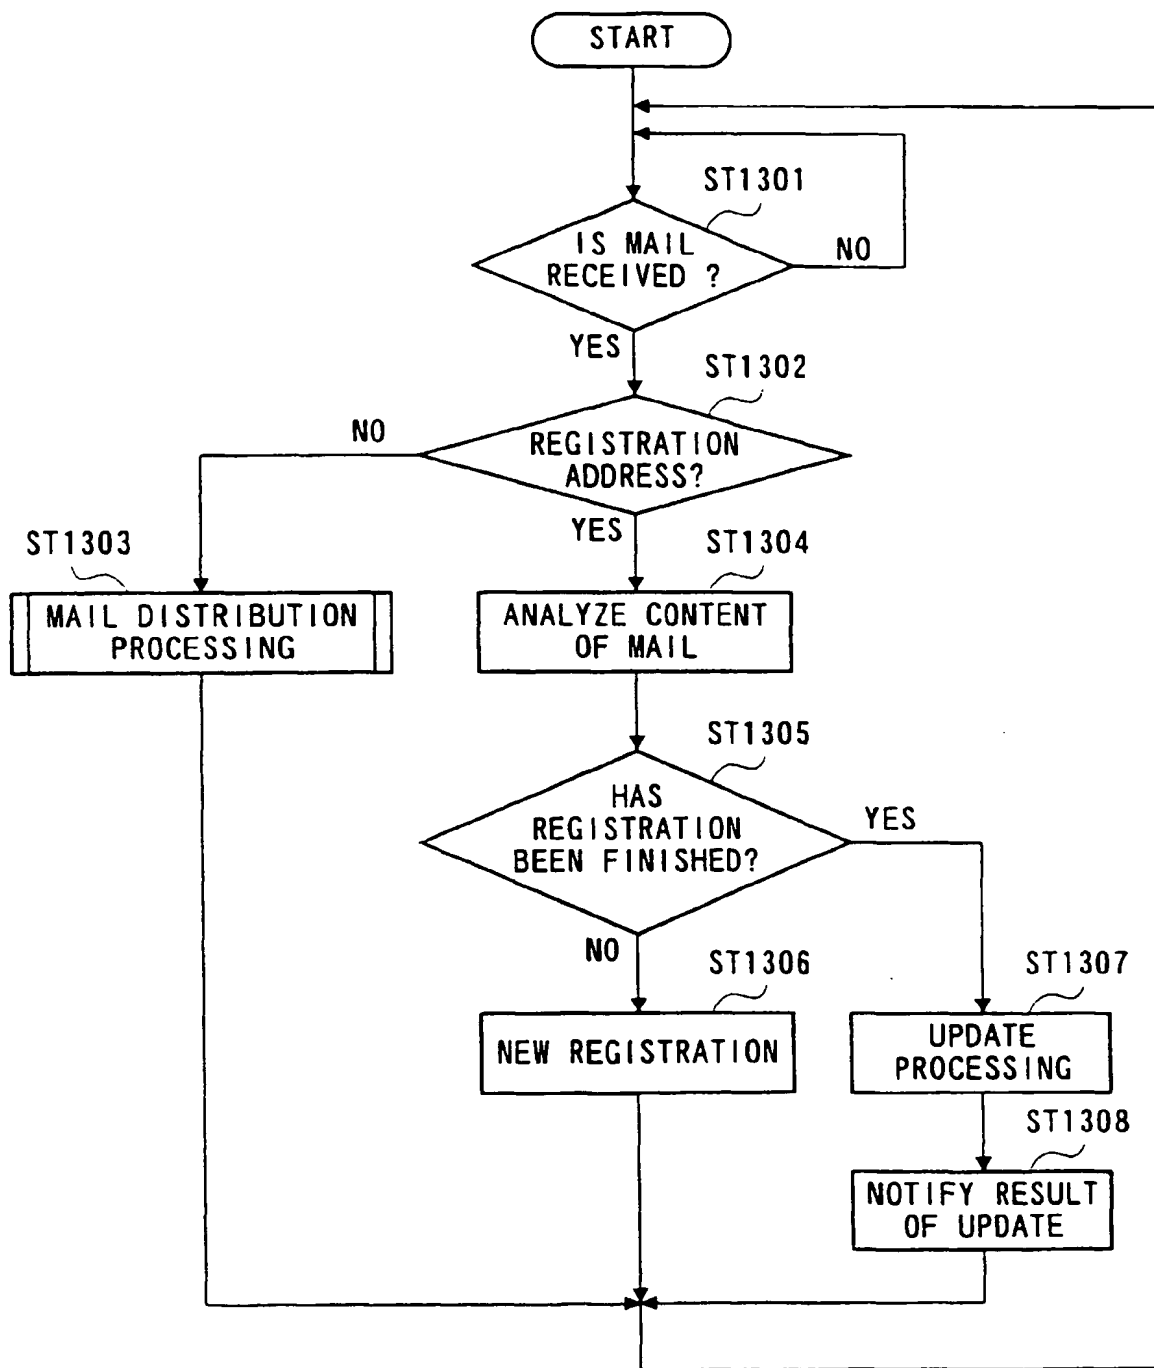 START
ST1301
IS MAIL
RECEIVED ?
NO
YES
ST1302
NO
REGISTRATION
ADDRESS?
YES
ST1303
ST1304
MAIL DISTRIBUTION
PROCESSING
ANALYZE CONTENT
OF MAIL
ST1305
HAS
REGISTRATION
BEEN FINISHED?
YES
NO
ST1306
ST1307
NEW REGISTRATION
UPDATE
PROCESSING
ST1308
NOTIFY RESULT
OF UPDATE